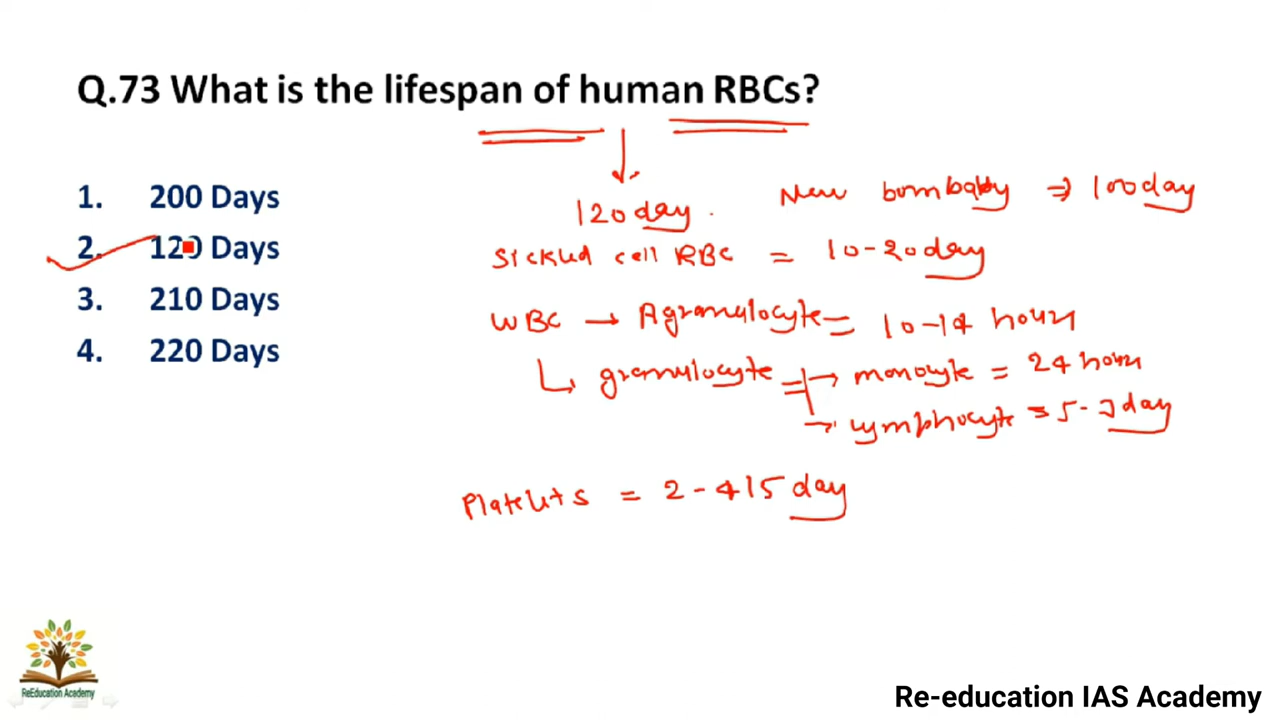 Q.73 What is the lifespan of human RBCs?
1. 200 Days
2. 120 Days
3. 210 Days
4. 220 Days
120 day.
New born baby ⇒ 100 day
Sickled cell RBC = 10-20 day
WBC → Agranulocyte = 10-14 hours
↳ granulocyte = → monocyte = 24 hour
→ lymphocyte = 5-7 day
Platelets = 2-4 15 day
ReEducation Academy
Re-education IAS Academy